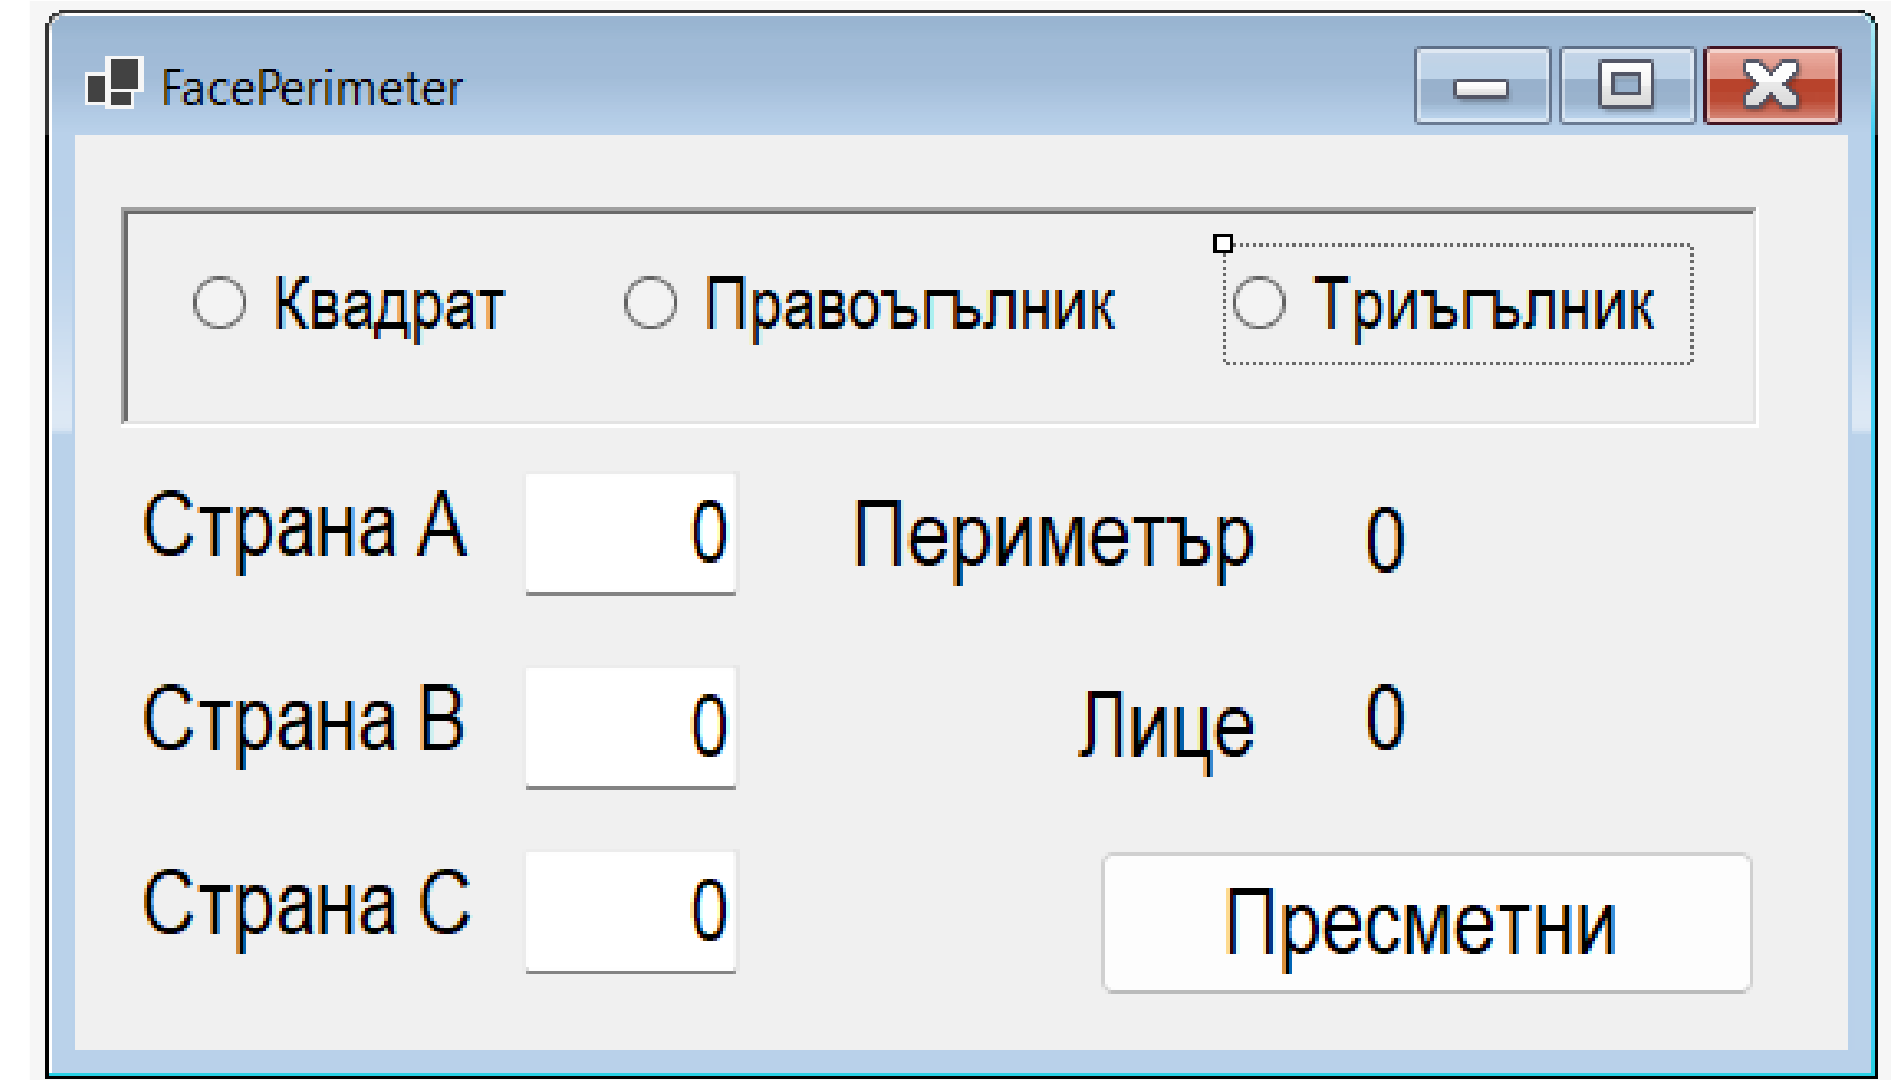 FacePerimeter
Квадрат Правоъгълник Триъгълник
Страна А 0 Периметър 0
Страна В 0 Лице 0
Страна С 0 Пресметни